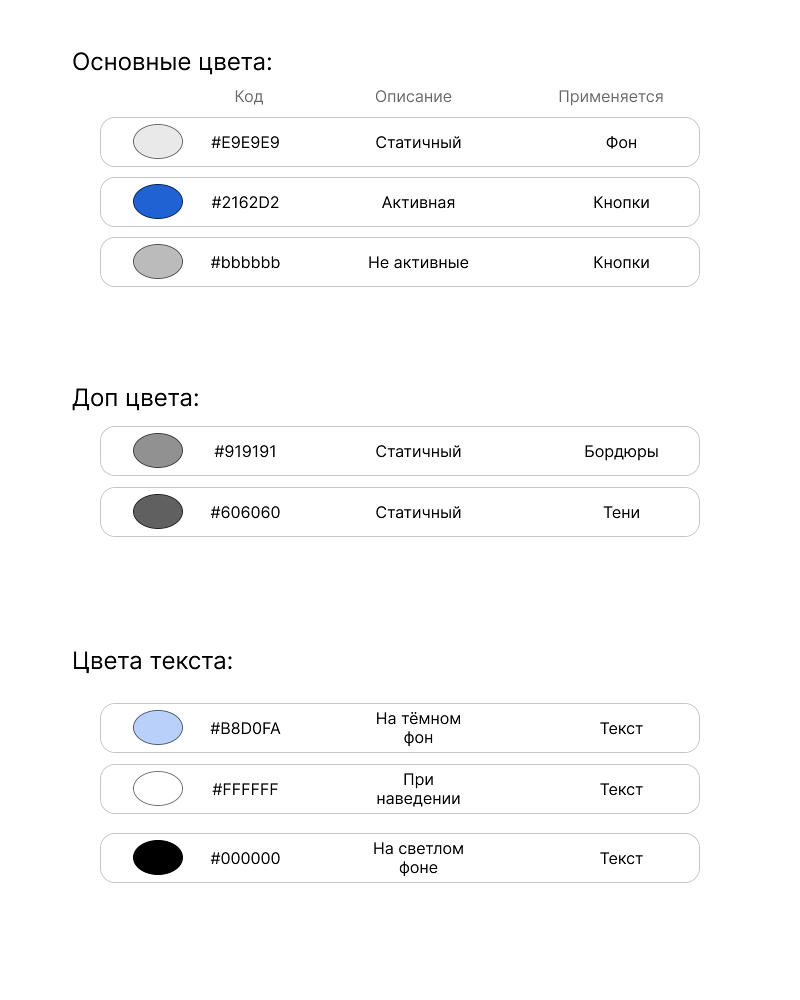 Основные цвета:
Код Описание Применяется
#E9E9E9 Статичный Фон
#2162D2 Активная Кнопки
#bbbbbb Не активные Кнопки
Доп цвета:
#919191 Статичный Бордюры
#606060 Статичный Тени
Цвета текста:
#B8D0FA На тёмном
фон Текст
#FFFFFF При
наведении Текст
#000000 На светлом
фоне Текст